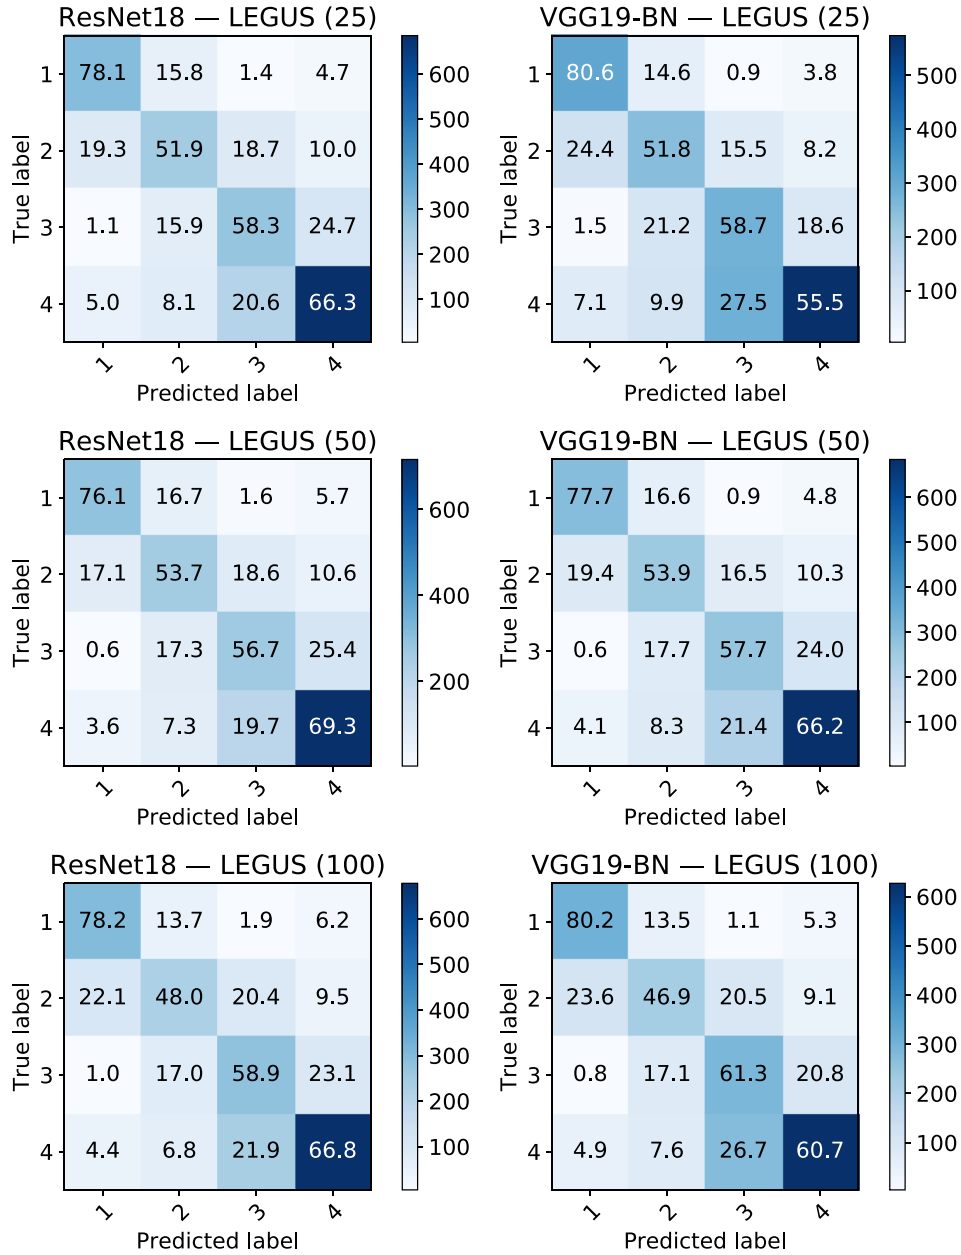 ResNet18 — LEGUS (25)
True label
1 78.1 15.8 1.4 4.7
2 19.3 51.9 18.7 10.0
3 1.1 15.9 58.3 24.7
4 5.0 8.1 20.6 66.3
1 2 3 4
Predicted label
600
500
400
300
200
100
VGG19-BN — LEGUS (25)
True label
1 80.6 14.6 0.9 3.8
2 24.4 51.8 15.5 8.2
3 1.5 21.2 58.7 18.6
4 7.1 9.9 27.5 55.5
1 2 3 4
Predicted label
500
400
300
200
100
ResNet18 — LEGUS (50)
True label
1 76.1 16.7 1.6 5.7
2 17.1 53.7 18.6 10.6
3 0.6 17.3 56.7 25.4
4 3.6 7.3 19.7 69.3
1 2 3 4
Predicted label
600
400
200
VGG19-BN — LEGUS (50)
True label
1 77.7 16.6 0.9 4.8
2 19.4 53.9 16.5 10.3
3 0.6 17.7 57.7 24.0
4 4.1 8.3 21.4 66.2
1 2 3 4
Predicted label
600
500
400
300
200
100
ResNet18 — LEGUS (100)
True label
1 78.2 13.7 1.9 6.2
2 22.1 48.0 20.4 9.5
3 1.0 17.0 58.9 23.1
4 4.4 6.8 21.9 66.8
1 2 3 4
Predicted label
600
500
400
300
200
100
VGG19-BN — LEGUS (100)
True label
1 80.2 13.5 1.1 5.3
2 23.6 46.9 20.5 9.1
3 0.8 17.1 61.3 20.8
4 4.9 7.6 26.7 60.7
1 2 3 4
Predicted label
600
500
400
300
200
100